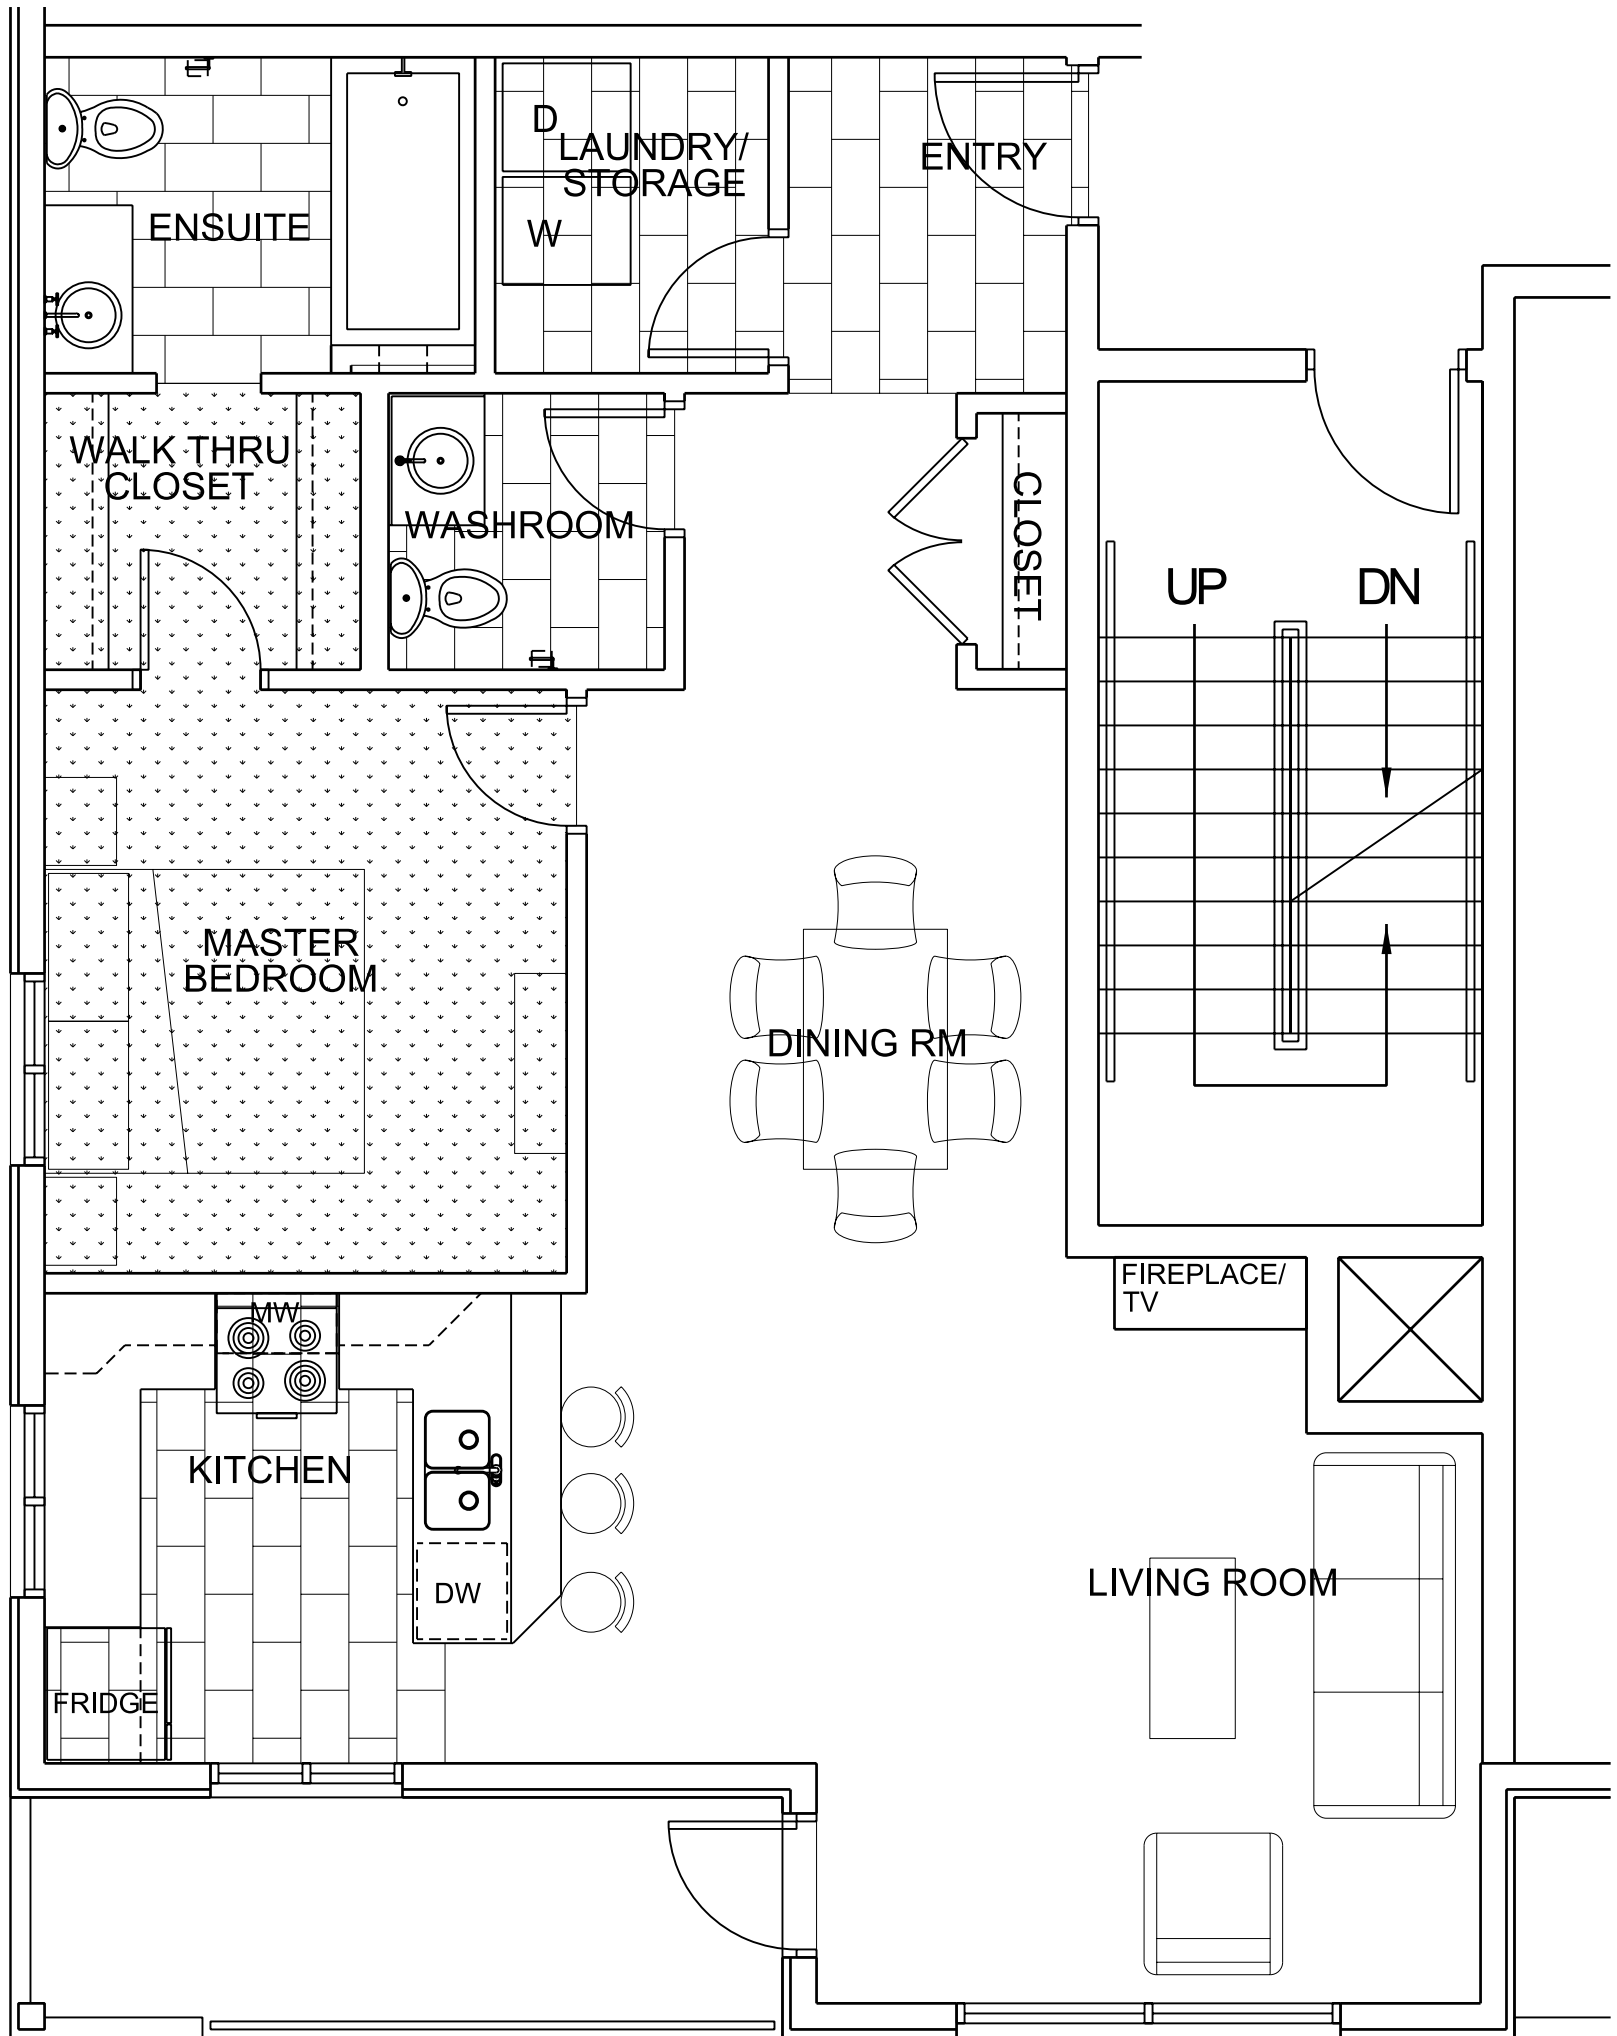 D
LAUNDRY/
STORAGE
W
ENTRY
ENSUITE
WALK THRU
CLOSET
WASHROOM
CLOSET
UP
DN
MASTER
BEDROOM
DINING RM
FIREPLACE/
TV
MW
KITCHEN
DW
LIVING ROOM
FRIDGE